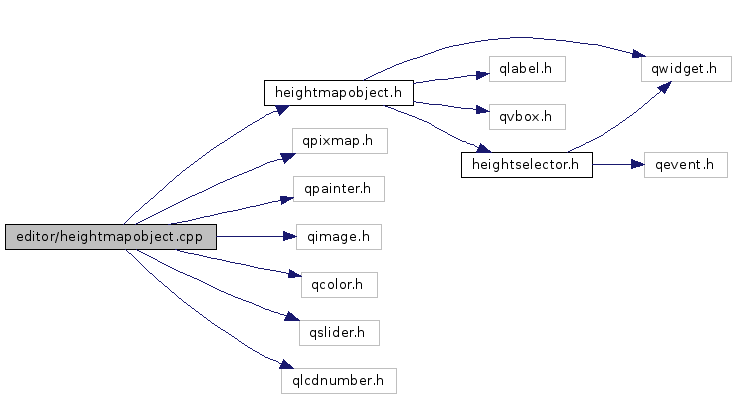 qlabel.h
qwidget.h
heightmapobject.h
qvbox.h
qpixmap.h
heightselector.h
qevent.h
qpainter.h
editor/heightmapobject.cpp
qimage.h
qcolor.h
qslider.h
qlcdnumber.h